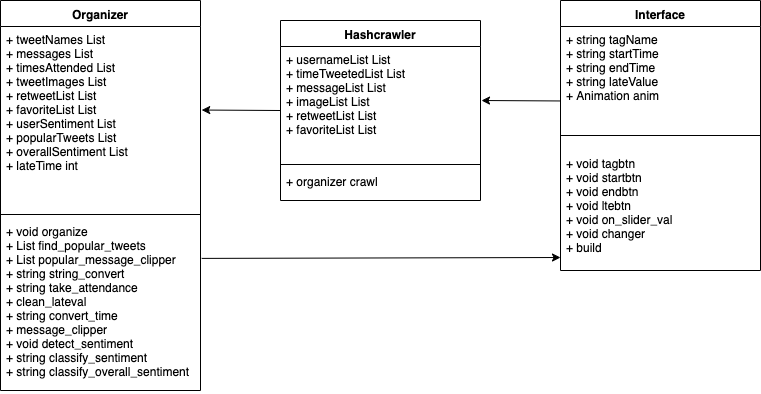 Organizer
+ tweetNames List
+ messages List
+ timesAttended List
+ tweetImages List
+ retweetList List
+ favoriteList List
+ userSentiment List
+ popularTweets List
+ overallSentiment List
+ lateTime int
+ void organize
+ List find_popular_tweets
+ List popular_message_clipper
+ string string_convert
+ string take_attendance
+ clean_lateval
+ string convert_time
+ message_clipper
+ void detect_sentiment
+ string classify_sentiment
+ string classify_overall_sentiment
Hashcrawler
+ usernameList List
+ timeTweetedList List
+ messageList List
+ imageList List
+ retweetList List
+ favoriteList List
+ organizer crawl
Interface
+ string tagName
+ string startTime
+ string endTime
+ string lateValue
+ Animation anim
+ void tagbtn
+ void startbtn
+ void endbtn
+ void ltebtn
+ void on_slider_val
+ void changer
+ build